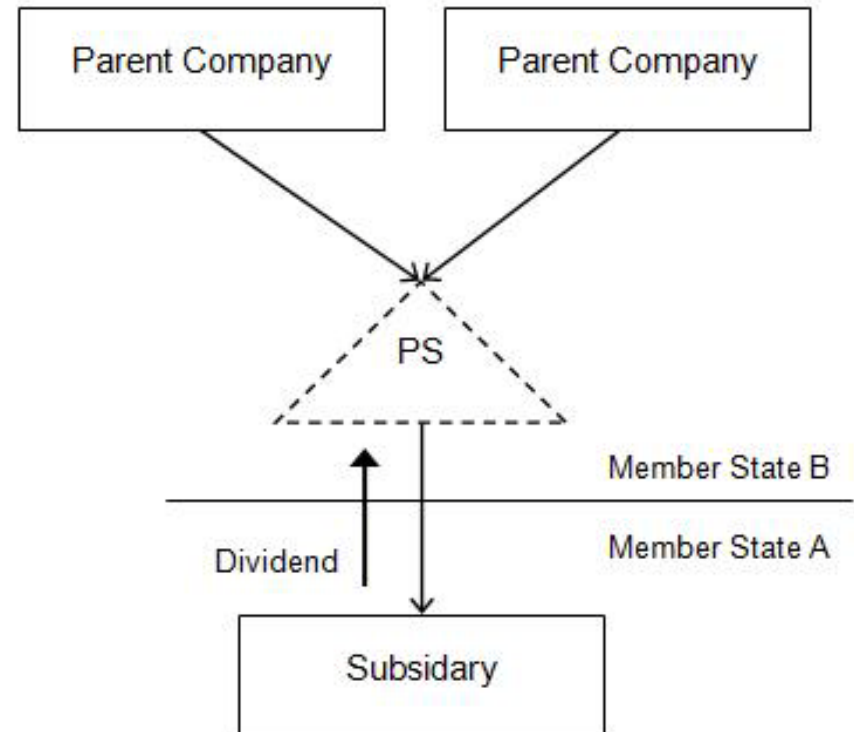 Parent Company
Parent Company
PS
Member State B
Dividend
Member State A
Subsidary